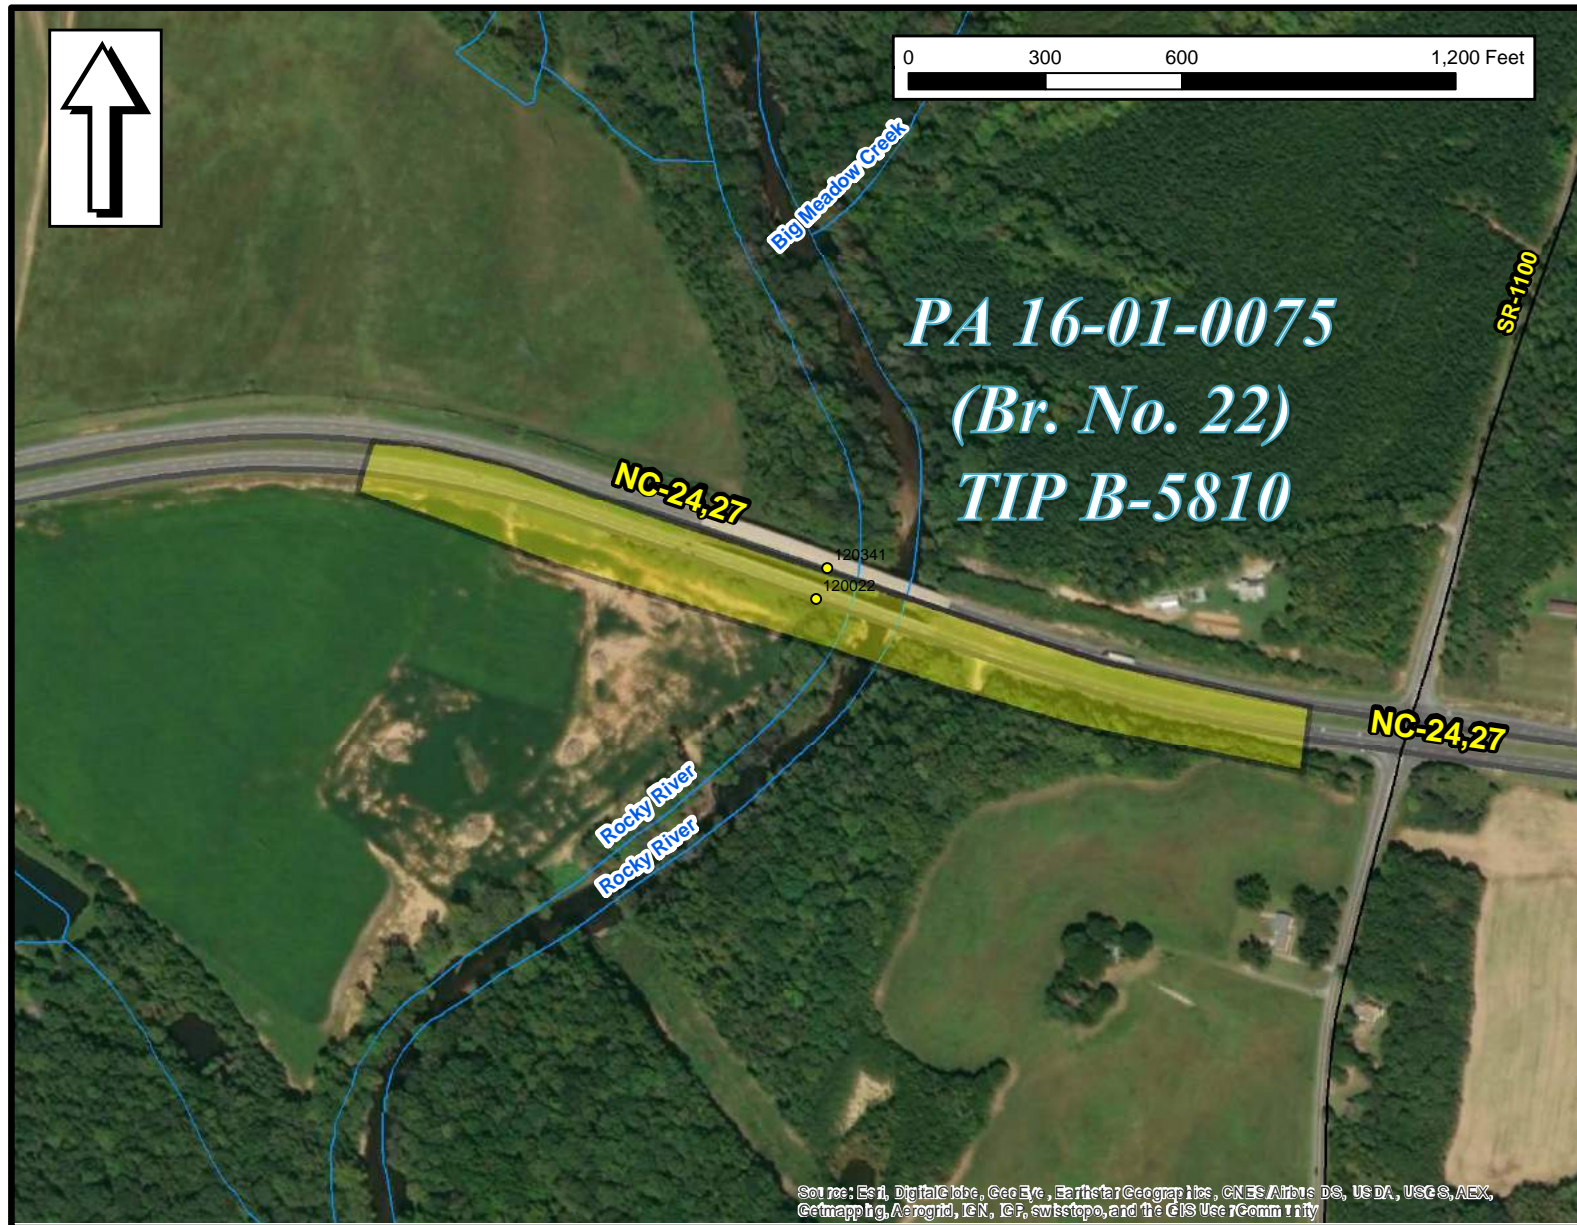 0 300 600 1,200 Feet
Big Meadow Creek
SR-1100
PA 16-01-0075
(Br. No. 22)
TIP B-5810
NC-24,27
120341
120022
NC-24,27
Rocky River
Rocky River
Source: Esri, DigitalGlobe, GeoEye, Earthstar Geographics, CNES/Airbus DS, USDA, USGS, AEX,
Getmapping, Aerogrid, IGN, IGP, swisstopo, and the GIS User Community